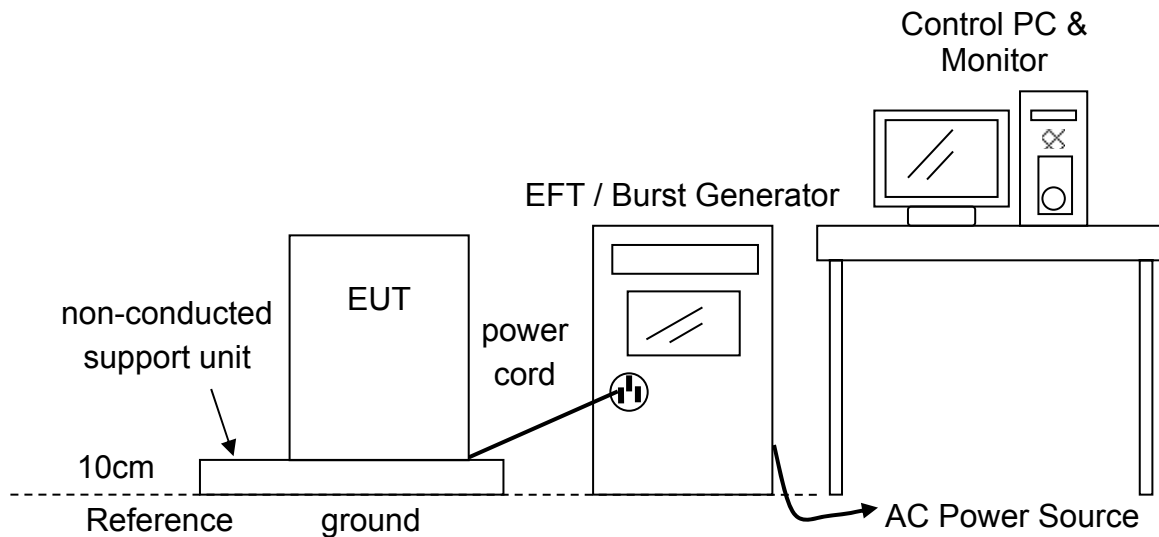 Control PC &
Monitor
EFT / Burst Generator
EUT
non-conducted
support unit
power
cord
10cm
Reference ground
AC Power Source